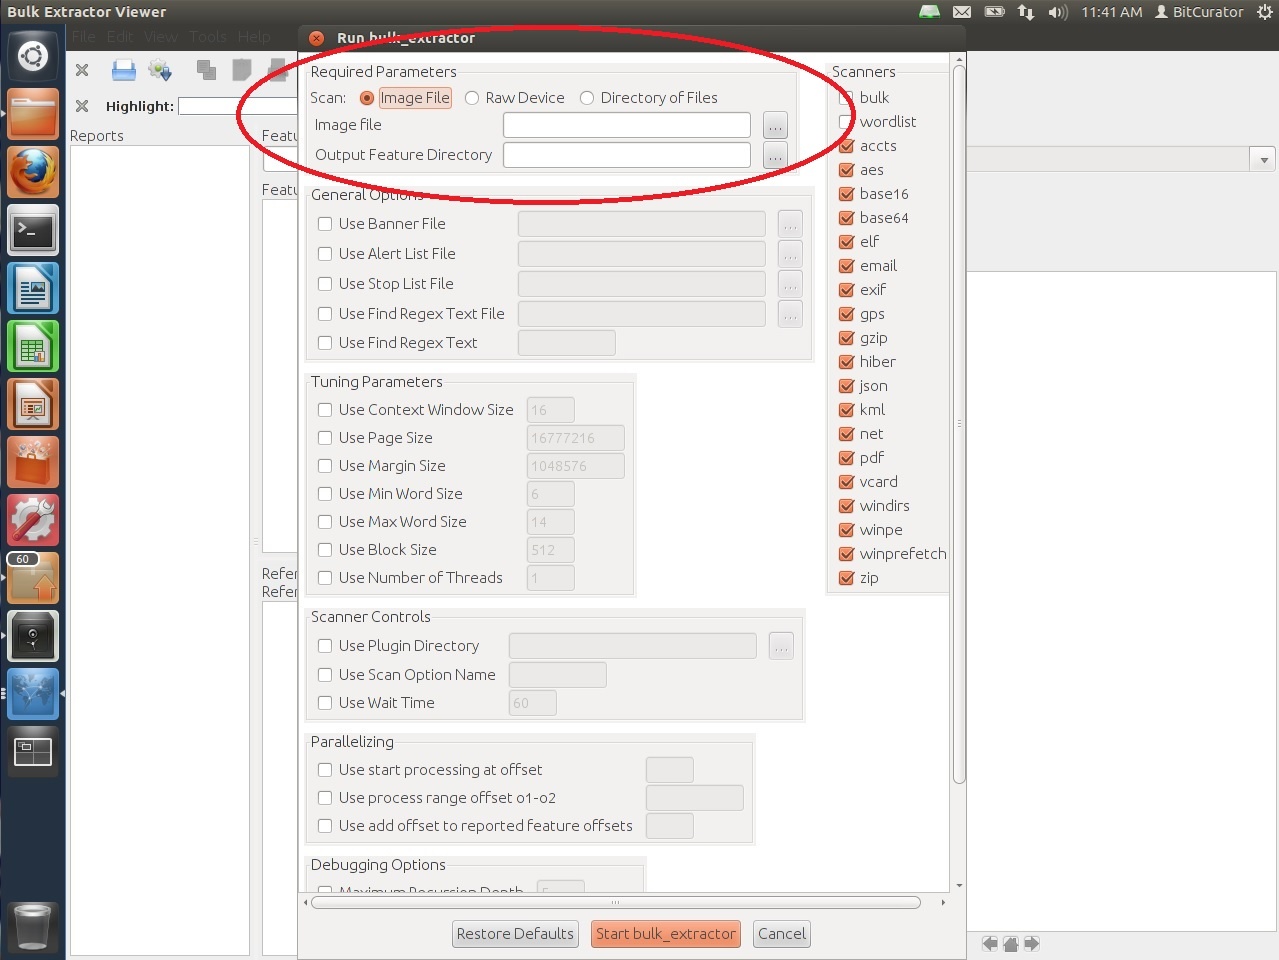 Bulk Extractor Viewer
11:41 AM BitCurator
File Edit View Tools Help
Run bulk_extractor
Highlight:
Reports
Featu
Featu
Refer
Refer
Required Parameters
Scan: Image File Raw Device Directory of Files
Image file ...
Output Feature Directory ...
General Options
Use Banner File ...
Use Alert List File ...
Use Stop List File ...
Use Find Regex Text File ...
Use Find Regex Text
Tuning Parameters
Use Context Window Size 16
Use Page Size 16777216
Use Margin Size 1048576
Use Min Word Size 6
Use Max Word Size 14
Use Block Size 512
Use Number of Threads 1
Scanner Controls
Use Plugin Directory ...
Use Scan Option Name
Use Wait Time 60
Parallelizing
Use start processing at offset
Use process range offset o1-o2
Use add offset to reported feature offsets
Debugging Options
Maximum Recursion Depth 5
Scanners
bulk
wordlist
accts
aes
base16
base64
elf
email
exif
gps
gzip
hiber
json
kml
net
pdf
vcard
windirs
winpe
winprefetch
zip
Restore Defaults Start bulk_extractor Cancel
60